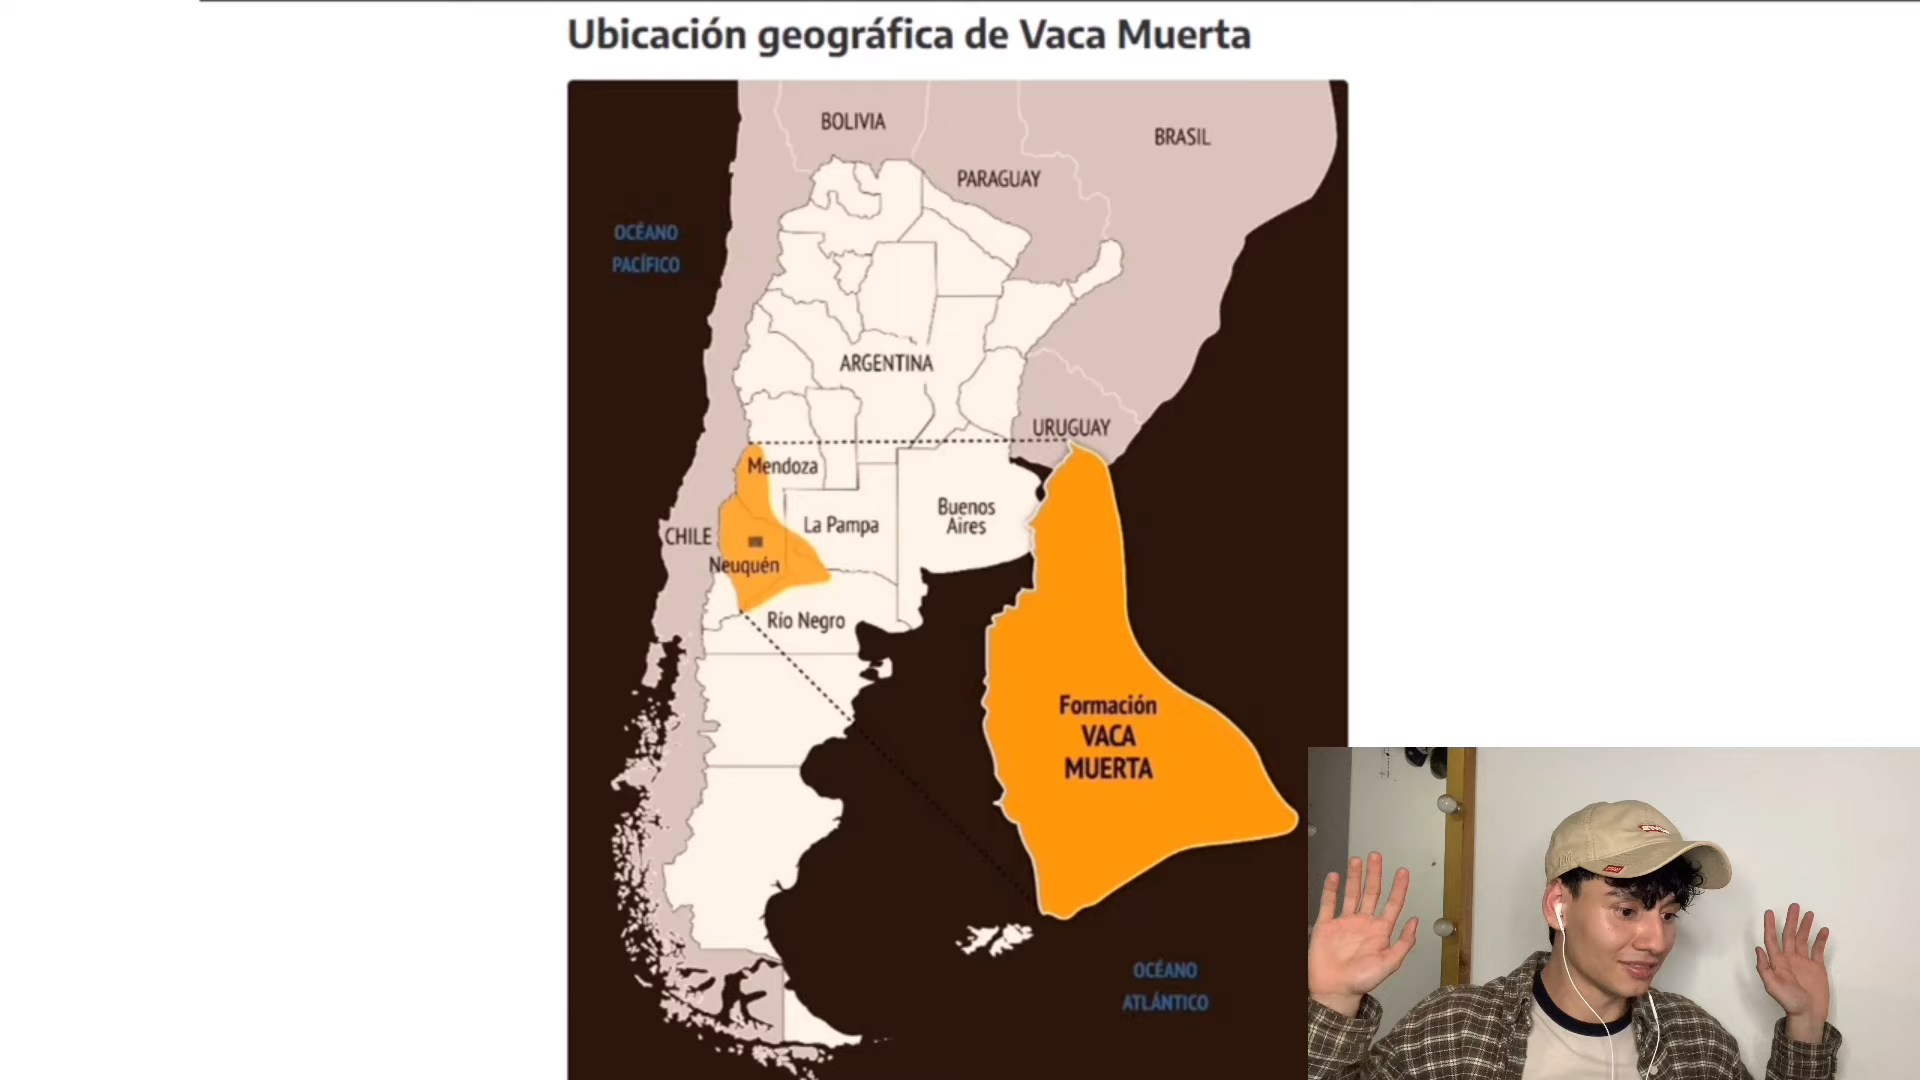 Ubicación geográfica de Vaca Muerta
BOLIVIA
BRASIL
PARAGUAY
OCÉANO
PACÍFICO
ARGENTINA
URUGUAY
Mendoza
Buenos
Aires
La Pampa
CHILE
Neuquén
Río Negro
Formación
VACA
MUERTA
OCÉANO
ATLÁNTICO